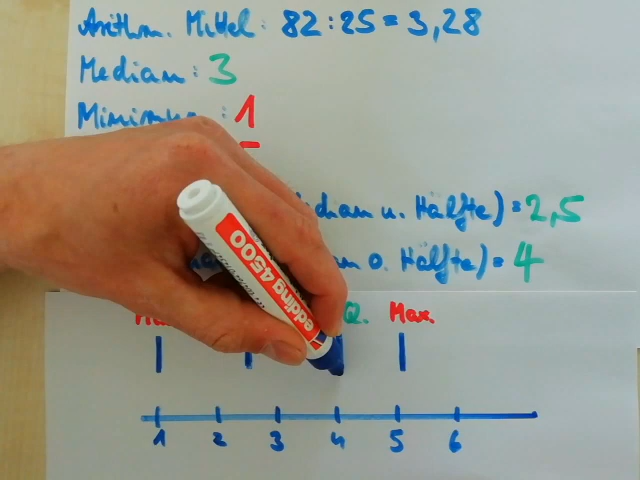 Arithm. Mittel: 82:25=3,28
Median: 3
: 1
u. Hälfte)=2,5
o. Hälfte)=4
Q. Max.
edding 4500
1 2 3 4 5 6